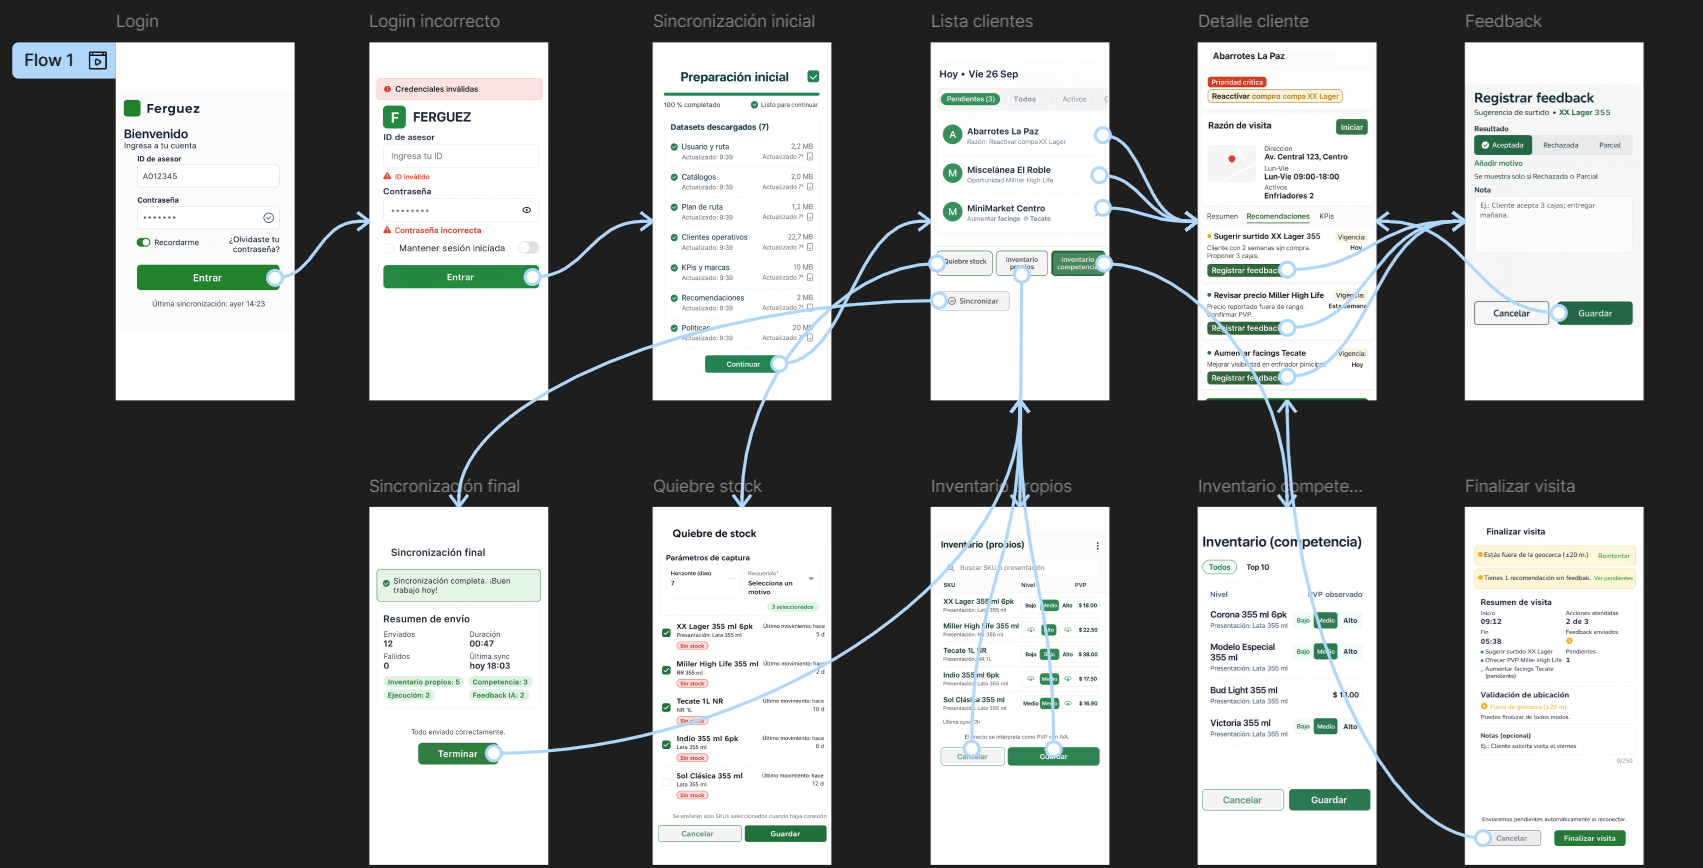 Login
Logiin incorrecto
Sincronización inicial
Lista clientes
Detalle cliente
Feedback
Flow 1
Ferguez
Bienvenido
Ingresa a tu cuenta
ID de asesor
A012345
Contraseña
Recordarme
¿Olvidaste tu
contraseña?
Entrar
Última sincronización: ayer 14:23
Credenciales inválidas
F FERGUEZ
ID de asesor
Ingresa tu ID
ID inválido
Contraseña
Contraseña incorrecta
Mantener sesión iniciada
Entrar
Preparación inicial
100 % completado
Listo para continuar
Datasets descargados (7)
Usuario y ruta 2,2 MB
Actualizado: 9:39 Actualizado
Catálogos 2,0 MB
Actualizado: 9:39 Actualizado
Plan de ruta 1,2 MB
Actualizado: 9:39 Actualizado
Clientes operativos 22,7 MB
Actualizado: 9:39 Actualizado
KPis y marcas 10 MB
Actualizado: 9:39 Actualizado
Recomendaciones 2 MB
Actualizado: 9:39 Actualizado
Políticas 20 MB
Actualizado: 9:39 Actualizado
Continuar
Hoy • Vie 26 Sep
Pendientes (3) Todos Activos
A Abarrotes La Paz
Razón: Reactivar compaXX Lager
M Miscelánea El Roble
Oportunidad Milller High Life
M MiniMarket Centro
Aumentar facings Tecate
Quiebre stock
Inventario
propios
Inventario
competencia
Sincronizar
Abarrotes La Paz
Prioridad crítica
Reacctivar compra compa XX Lager
Razón de visita
Iniciar
Direccion
Av. Central 123, Centro
Lun-Vie
Lun-Vie 09:00-18:00
Activos
Enfriadores 2
Resumen Recomendaciones KPIs
Sugerir surtido XX Lager 355 Vigencia:
Cliente con 2 semanas sin compra. Hoy
Proponer 3 cajas.
Registrar feedback
Revisar precio Miller High Life Vigencia:
Precio reportado fuera de rango. Esta semana
Confirmar PVP.
Registrar feedback
Aumentar facings Tecate Vigencia:
Mejorar visibilidad en enfriador Hoy
Registrar feedback
Registrar feedback
Sugerencia de surtido • XX Lager 355
Resultado
Aceptada Rechazada Parcial
Añadir motivo
Se muestra solo si Rechazada o Parcial
Nota
Ej.: Cliente acepta 3 cajas; entregar
mañana.
Cancelar Guardar
Sincronización final
Quiebre stock
Inventario propios
Inventario compete...
Finalizar visita
Sincronización final
Sincronización completa. ¡Buen
trabajo hoy!
Resumen de envío
Enviados Duración
12 00:47
Fallidos Última sync
0 hoy 18:03
Inventario propios: 5 Competencia: 3
Ejecución: 2 Feedback IA: 2
Todo enviado correctamente.
Terminar
Quiebre de stock
Parámetros de captura
Horizonte (días)
7
Requerido*
Selecciona un
motivo
3 seleccionados
XX Lager 355 ml 6pk Último movimiento: hace
Presentación: Lata 355 ml 5 d
Sin stock
Miiler High Life 355 ml Último movimiento: hace
RR 355 ml 2 d
Sin stock
Tecate 1L NR Último movimiento: hace
NR 1L 10 d
Sin stock
Indio 355 ml 6pk Último movimiento: hace
Lata 355 ml 8 d
Sin stock
Sol Clásica 355 ml Último movimiento: hace
Lata 355 ml 12 d
Sin stock
Se enviarán solo SKUs seleccionados cuando haya conexión
Cancelar Guardar
Inventario (propios)
Buscar SKU o presentación
SKU Nivel PVP
XX Lager 355 ml 6pk Bajo Medio Alto $ 18.00
Presentación: Lata 355 ml
Miller High Life 355 ml Alto $ 22.50
Tecate 1L NR Bajo Bajo Alto $ 38.00
Indio 355 ml 6pk Medio $ 17.50
Presentación: Lata 355 ml
Sol Clásica 355 ml Medio Medio $ 16.90
Presentación: Lata 355 ml
El precio se interpreta como PVP con IVA.
Cancelar Guardar
Inventario (competencia)
Todos Top 10
Nivel PVP observado
Corona 355 ml 6pk Bajo Medio Alto
Presentación: Lata 355 ml
Modelo Especial
355 ml Bajo Medio Alto
Presentación: Lata 355 ml
Bud Light 355 ml
Presentación: Lata 355 ml
Victoria 355 ml Bajo Medio Alto
Presentación: Lata 355 ml
Cancelar Guardar
Finalizar visita
Estás fuera de la geocerca (±20 m.) Reintentar
Tienes 1 recomendación sin feedbak. Ver pendientes
Resumen de visita
Inicio Acciones atendidas
09:12 2 de 3
Fin Feedback enviados
05:38
Sugerir surtido XX Lager Pendientes
Ofrecer PVP Miller High Life 1
Aumentar facings Tecate
(pendiente)
Validación de ubicación
Fuera de geocerca (±20 m).
Puedes finalizar de todos modos.
Notas (opcional)
Ej.: Cliente solicita visita el viernes
0/250
Enviaremos pendientes automáticamente al reconectar.
Cancelar Finalizar visita